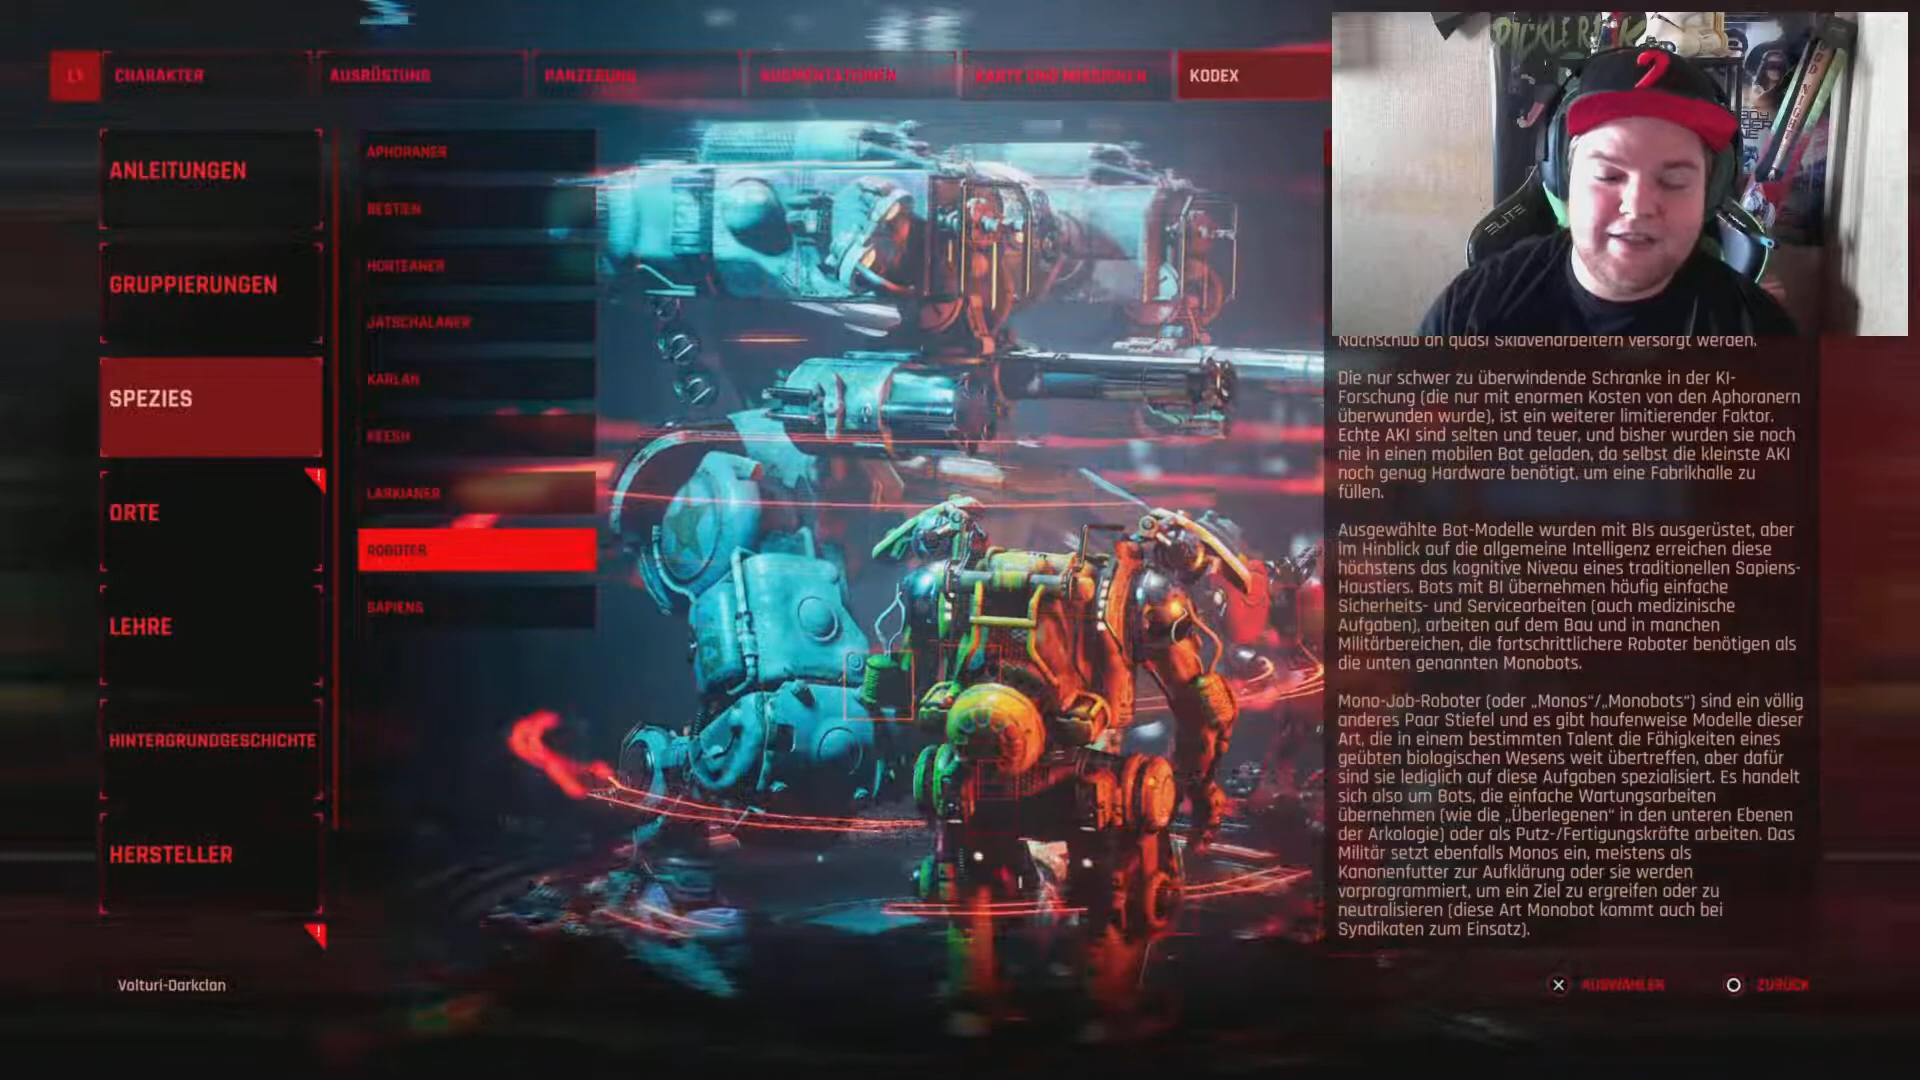 L1
CHARAKTER
AUSRÜSTUNG
PANZERUNG
AUGMENTATIONEN
KARTE UND MISSIONEN
KODEX
ANLEITUNGEN
GRUPPIERUNGEN
SPEZIES
ORTE
LEHRE
HINTERGRUNDGESCHICHTE
HERSTELLER
APHORANER
BESTIEN
HORTEANER
JATSCHALANER
KARLAN
KEESH
LARKIANER
ROBOTER
SAPIENS
PICKLE RICK
ELITE
Nachschub an quasi Sklavenarbeitern versorgt werden.
Die nur schwer zu überwindende Schranke in der KI-
Forschung (die nur mit enormen Kosten von den Aphoranern
überwunden wurde), ist ein weiterer limitierender Faktor.
Echte AKI sind selten und teuer, und bisher wurden sie noch
nie in einen mobilen Bot geladen, da selbst die kleinste AKI
noch genug Hardware benötigt, um eine Fabrikhalle zu
füllen.
Ausgewählte Bot-Modelle wurden mit BIs ausgerüstet, aber
im Hinblick auf die allgemeine Intelligenz erreichen diese
höchstens das kognitive Niveau eines traditionellen Sapiens-
Haustiers. Bots mit BI übernehmen häufig einfache
Sicherheits- und Servicearbeiten (auch medizinische
Aufgaben), arbeiten auf dem Bau und in manchen
Militärbereichen, die fortschrittlichere Roboter benötigen als
die unten genannten Monobots.
Mono-Job-Roboter (oder „Monos“/„Monobots“) sind ein völlig
anderes Paar Stiefel und es gibt haufenweise Modelle dieser
Art, die in einem bestimmten Talent die Fähigkeiten eines
geübten biologischen Wesens weit übertreffen, aber dafür
sind sie lediglich auf diese Aufgaben spezialisiert. Es handelt
sich also um Bots, die einfache Wartungsarbeiten
übernehmen (wie die „Überlegenen“ in den unteren Ebenen
der Arkologie) oder als Putz-/Fertigungskräfte arbeiten. Das
Militär setzt ebenfalls Monos ein, meistens als
Kanonenfutter zur Aufklärung oder sie werden
vorprogrammiert, um ein Ziel zu ergreifen oder zu
neutralisieren (diese Art Monobot kommt auch bei
Syndikaten zum Einsatz).
Volturi-Darkclan
AUSWÄHLEN
ZURÜCK